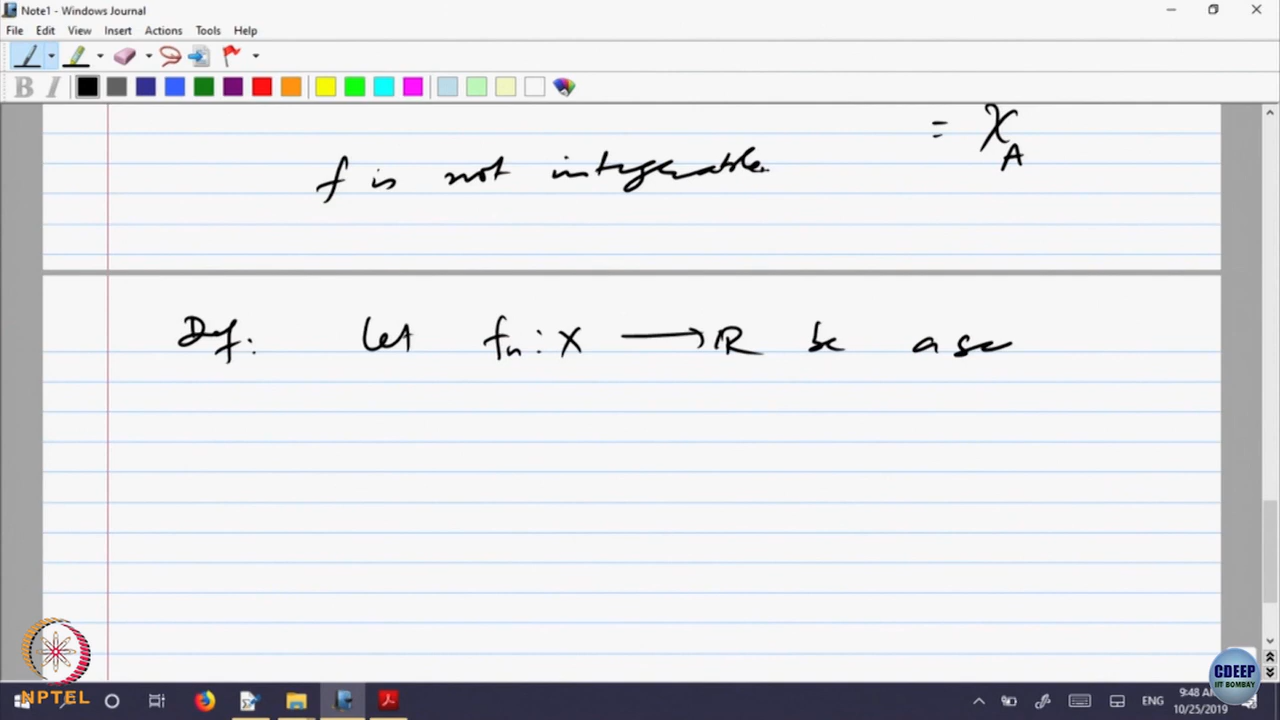 Note1 - Windows Journal
File Edit View Insert Actions Tools Help
B I
= χ_A
f is not integrable.
Def: Let fn : X ⟶ ℝ be a se
NPTEL
CDEEP
IIT BOMBAY
ENG
9:48 AM
10/25/2019